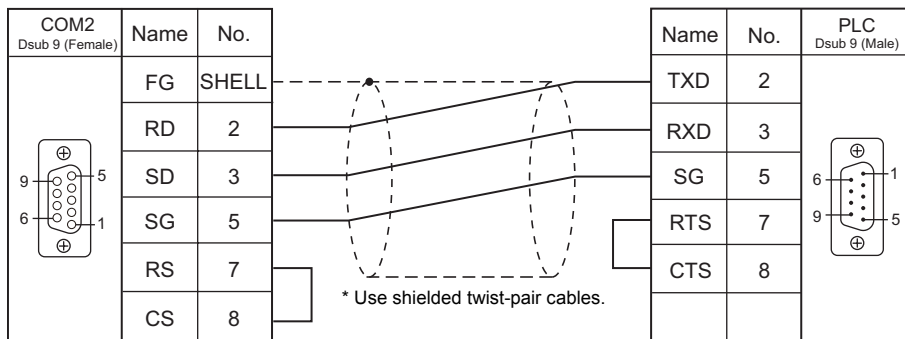 COM2
Dsub 9 (Female)
Name No.
FG SHELL
RD 2
SD 3
SG 5
RS 7
CS 8
9 5
6 1
* Use shielded twist-pair cables.
Name No.
PLC
Dsub 9 (Male)
TXD 2
RXD 3
SG 5
RTS 7
CTS 8
6 1
9 5